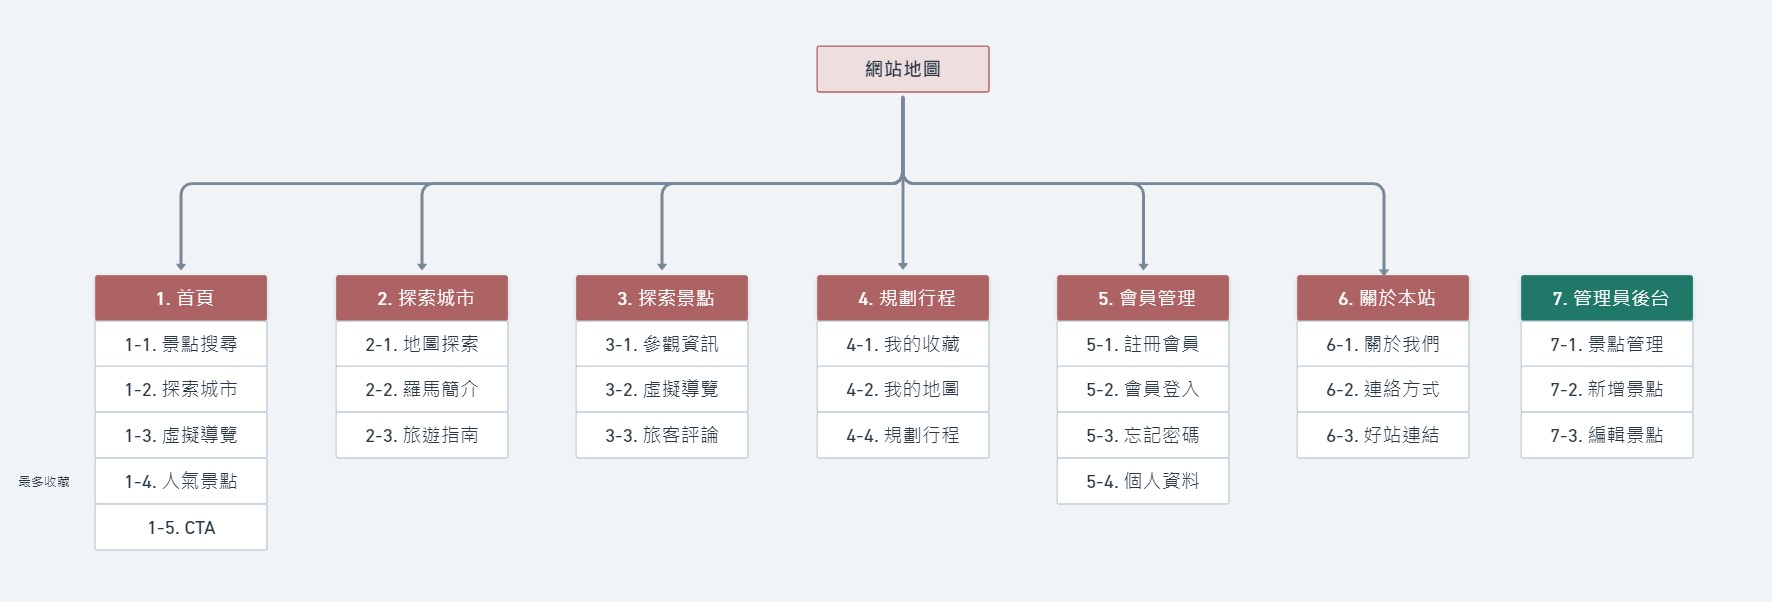 網站地圖
1. 首頁
1-1. 景點搜尋
1-2. 探索城市
1-3. 虛擬導覽
最多收藏
1-4. 人氣景點
1-5. CTA
2. 探索城市
2-1. 地圖探索
2-2. 羅馬簡介
2-3. 旅遊指南
3. 探索景點
3-1. 參觀資訊
3-2. 虛擬導覽
3-3. 旅客評論
4. 規劃行程
4-1. 我的收藏
4-2. 我的地圖
4-4. 規劃行程
5. 會員管理
5-1. 註冊會員
5-2. 會員登入
5-3. 忘記密碼
5-4. 個人資料
6. 關於本站
6-1. 關於我們
6-2. 連絡方式
6-3. 好站連結
7. 管理員後台
7-1. 景點管理
7-2. 新增景點
7-3. 編輯景點